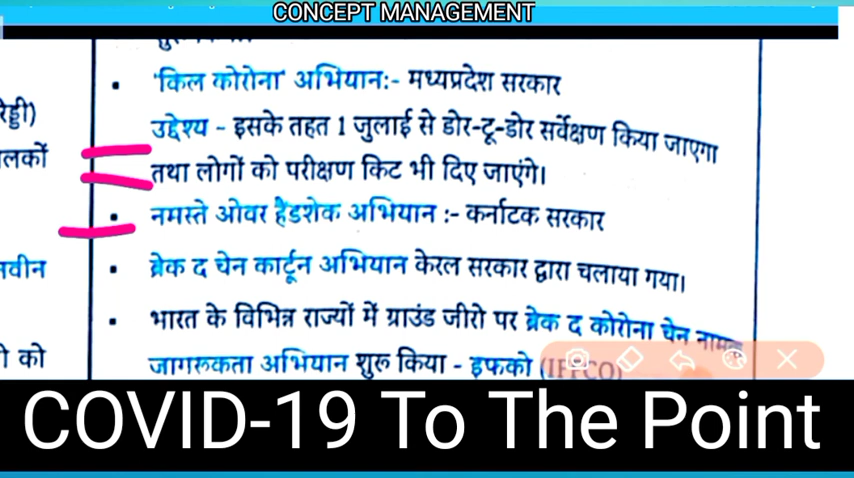 CONCEPT MANAGEMENT
'किल कोरोना' अभियान:- मध्यप्रदेश सरकार
रेड्डी)
उद्देश्य - इसके तहत 1 जुलाई से डोर-टू-डोर सर्वेक्षण किया जाएगा
लकों
तथा लोगों को परीक्षण किट भी दिए जाएंगे।
नमस्ते ओवर हैंडशेक अभियान :- कर्नाटक सरकार
नवीन
ब्रेक द चेन कार्टून अभियान केरल सरकार द्वारा चलाया गया।
भारत के विभिन्न राज्यों में ग्राउंड जीरो पर ब्रेक द कोरोना चेन नामक
को
जागरूकता अभियान शुरू किया - इफको (IFFCO)
COVID-19 To The Point